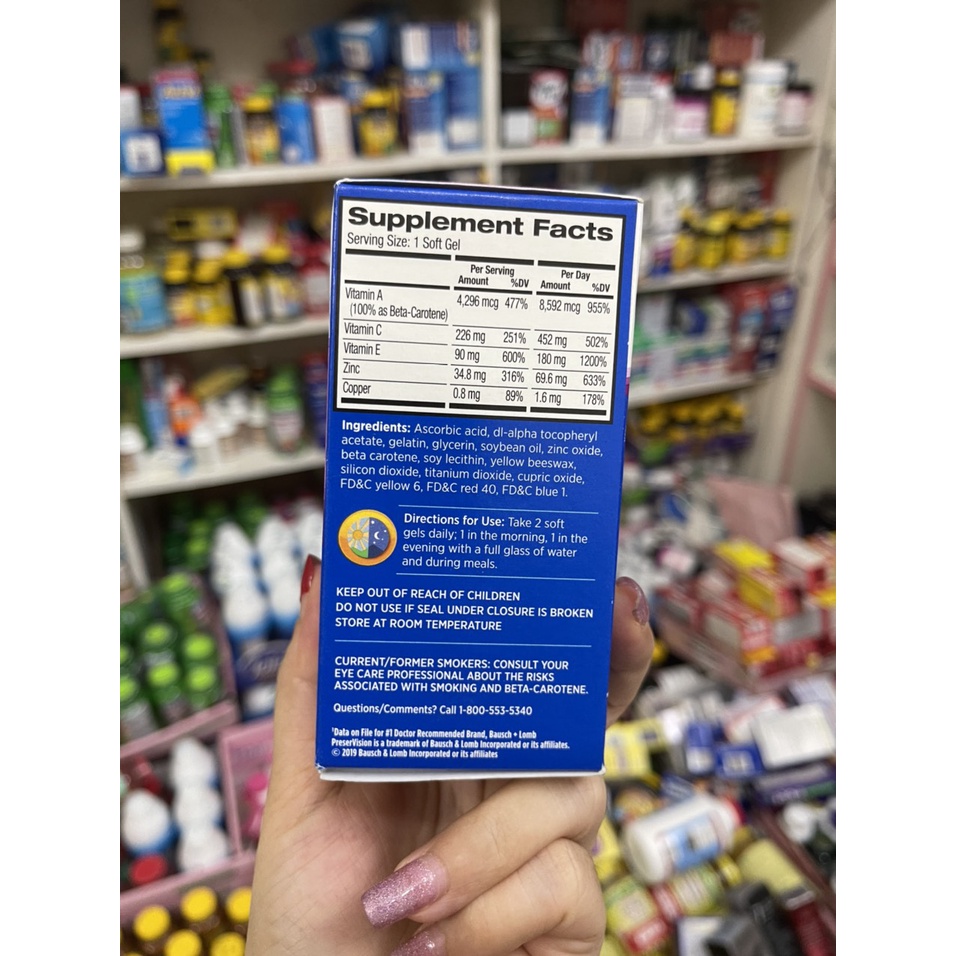 Supplement Facts
Serving Size: 1 Soft Gel
Per Serving Per Day
Amount %DV Amount %DV
Vitamin A 4,296 mcg 477% 8,592 mcg 955%
(100% as Beta-Carotene)
Vitamin C 226 mg 251% 452 mg 502%
Vitamin E 90 mg 600% 180 mg 1200%
Zinc 34.8 mg 316% 69.6 mg 633%
Copper 0.8 mg 89% 1.6 mg 178%
Ingredients: Ascorbic acid, dl-alpha tocopheryl
acetate, gelatin, glycerin, soybean oil, zinc oxide,
beta carotene, soy lecithin, yellow beeswax,
silicon dioxide, titanium dioxide, cupric oxide,
FD&C yellow 6, FD&C red 40, FD&C blue 1.
Directions for Use: Take 2 soft
gels daily; 1 in the morning, 1 in the
evening with a full glass of water
and during meals.
KEEP OUT OF REACH OF CHILDREN
DO NOT USE IF SEAL UNDER CLOSURE IS BROKEN
STORE AT ROOM TEMPERATURE
CURRENT/FORMER SMOKERS: CONSULT YOUR
EYE CARE PROFESSIONAL ABOUT THE RISKS
ASSOCIATED WITH SMOKING AND BETA-CAROTENE.
Questions/Comments? Call 1-800-553-5340
¹Data on File for #1 Doctor Recommended Brand, Bausch + Lomb
PreserVision is a trademark of Bausch & Lomb Incorporated or its affiliates.
© 2019 Bausch & Lomb Incorporated or its affiliates